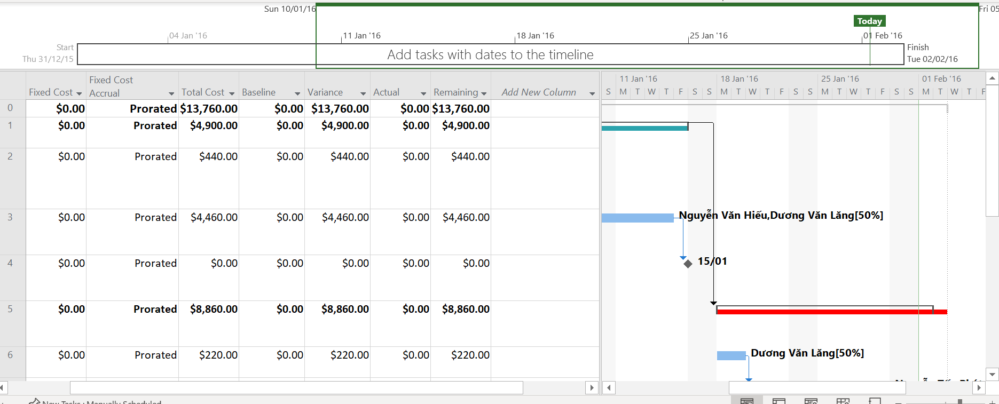 Sun 10/01/16
Fri 05
Today
04 Jan '16
11 Jan '16
18 Jan '16
25 Jan '16
01 Feb '16
Start
Thu 31/12/15
Add tasks with dates to the timeline
Finish
Tue 02/02/16
Fixed Cost Fixed Cost Accrual Total Cost Baseline Variance Actual Remaining Add New Column
0 $0.00 Prorated $13,760.00 $0.00 $13,760.00 $0.00 $13,760.00
1 $0.00 Prorated $4,900.00 $0.00 $4,900.00 $0.00 $4,900.00
2 $0.00 Prorated $440.00 $0.00 $440.00 $0.00 $440.00
3 $0.00 Prorated $4,460.00 $0.00 $4,460.00 $0.00 $4,460.00
4 $0.00 Prorated $0.00 $0.00 $0.00 $0.00 $0.00
5 $0.00 Prorated $8,860.00 $0.00 $8,860.00 $0.00 $8,860.00
6 $0.00 Prorated $220.00 $0.00 $220.00 $0.00 $220.00
11 Jan '16 18 Jan '16 25 Jan '16 01 Feb '16
S M T W T F S S M T W T F S S M T W T F S S M T W T F
Nguyễn Văn Hiếu,Dương Văn Lăng[50%]
15/01
Dương Văn Lăng[50%]
New Tasks : Manually Scheduled